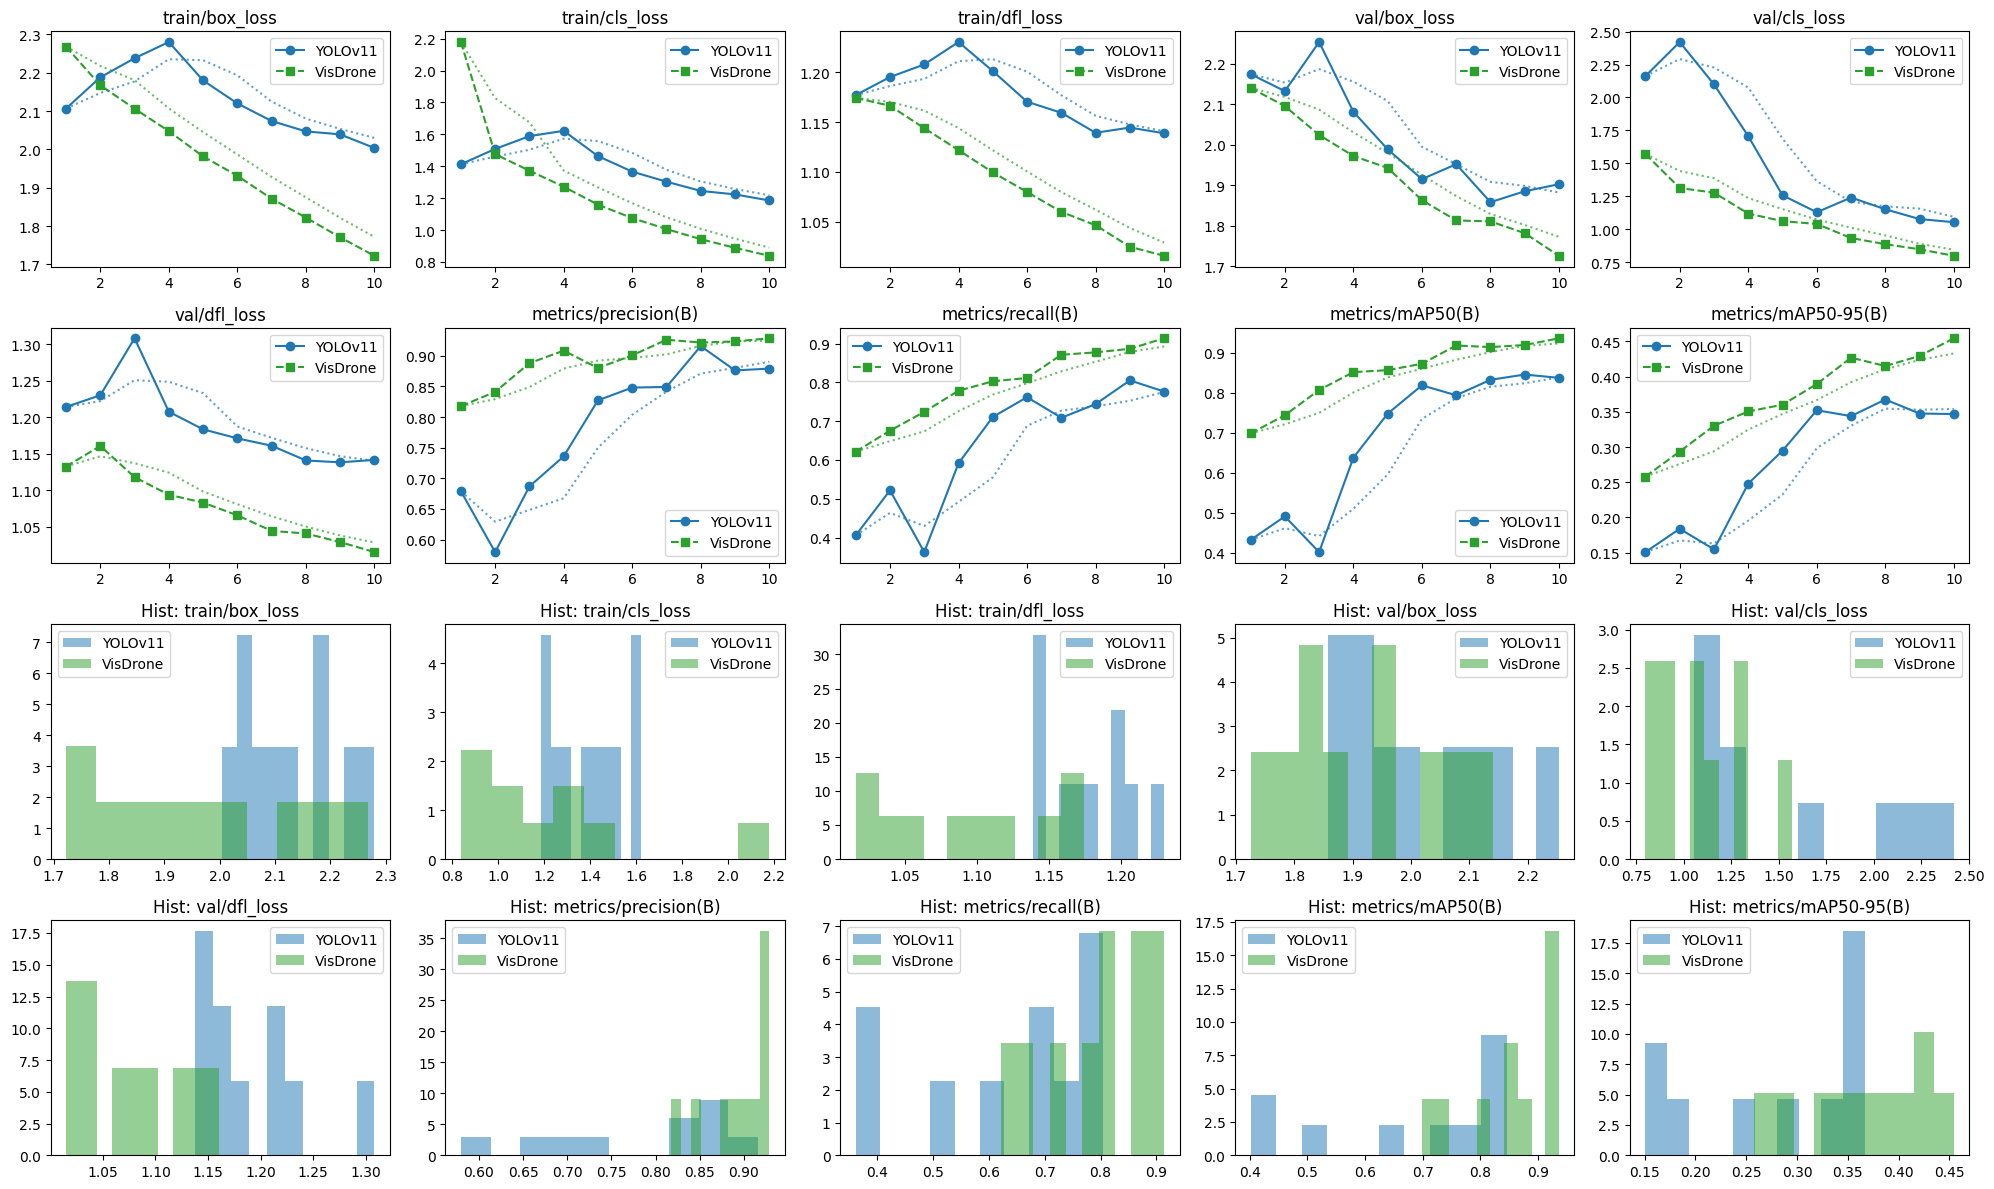 train/box_loss
2.3
2.2
2.1
2.0
1.9
1.8
1.7
2 4 6 8 10
YOLOv11
VisDrone
train/cls_loss
2.2
2.0
1.8
1.6
1.4
1.2
1.0
0.8
2 4 6 8 10
YOLOv11
VisDrone
train/dfl_loss
1.20
1.15
1.10
1.05
2 4 6 8 10
YOLOv11
VisDrone
val/box_loss
2.2
2.1
2.0
1.9
1.8
1.7
2 4 6 8 10
YOLOv11
VisDrone
val/cls_loss
2.50
2.25
2.00
1.75
1.50
1.25
1.00
0.75
2 4 6 8 10
YOLOv11
VisDrone
val/dfl_loss
1.30
1.25
1.20
1.15
1.10
1.05
2 4 6 8 10
YOLOv11
VisDrone
metrics/precision(B)
0.90
0.85
0.80
0.75
0.70
0.65
0.60
2 4 6 8 10
YOLOv11
VisDrone
metrics/recall(B)
0.9
0.8
0.7
0.6
0.5
0.4
2 4 6 8 10
YOLOv11
VisDrone
metrics/mAP50(B)
0.9
0.8
0.7
0.6
0.5
0.4
2 4 6 8 10
YOLOv11
VisDrone
metrics/mAP50-95(B)
0.45
0.40
0.35
0.30
0.25
0.20
0.15
2 4 6 8 10
YOLOv11
VisDrone
Hist: train/box_loss
7
6
5
4
3
2
1
0
1.7 1.8 1.9 2.0 2.1 2.2 2.3
YOLOv11
VisDrone
Hist: train/cls_loss
4
3
2
1
0
0.8 1.0 1.2 1.4 1.6 1.8 2.0 2.2
YOLOv11
VisDrone
Hist: train/dfl_loss
30
25
20
15
10
5
0
1.05 1.10 1.15 1.20
YOLOv11
VisDrone
Hist: val/box_loss
5
4
3
2
1
0
1.7 1.8 1.9 2.0 2.1 2.2
YOLOv11
VisDrone
Hist: val/cls_loss
3.0
2.5
2.0
1.5
1.0
0.5
0.0
0.75 1.00 1.25 1.50 1.75 2.00 2.25 2.50
YOLOv11
VisDrone
Hist: val/dfl_loss
17.5
15.0
12.5
10.0
7.5
5.0
2.5
0.0
1.05 1.10 1.15 1.20 1.25 1.30
YOLOv11
VisDrone
Hist: metrics/precision(B)
35
30
25
20
15
10
5
0
0.60 0.65 0.70 0.75 0.80 0.85 0.90
YOLOv11
VisDrone
Hist: metrics/recall(B)
7
6
5
4
3
2
1
0
0.4 0.5 0.6 0.7 0.8 0.9
YOLOv11
VisDrone
Hist: metrics/mAP50(B)
17.5
15.0
12.5
10.0
7.5
5.0
2.5
0.0
0.4 0.5 0.6 0.7 0.8 0.9
YOLOv11
VisDrone
Hist: metrics/mAP50-95(B)
17.5
15.0
12.5
10.0
7.5
5.0
2.5
0.0
0.15 0.20 0.25 0.30 0.35 0.40 0.45
YOLOv11
VisDrone